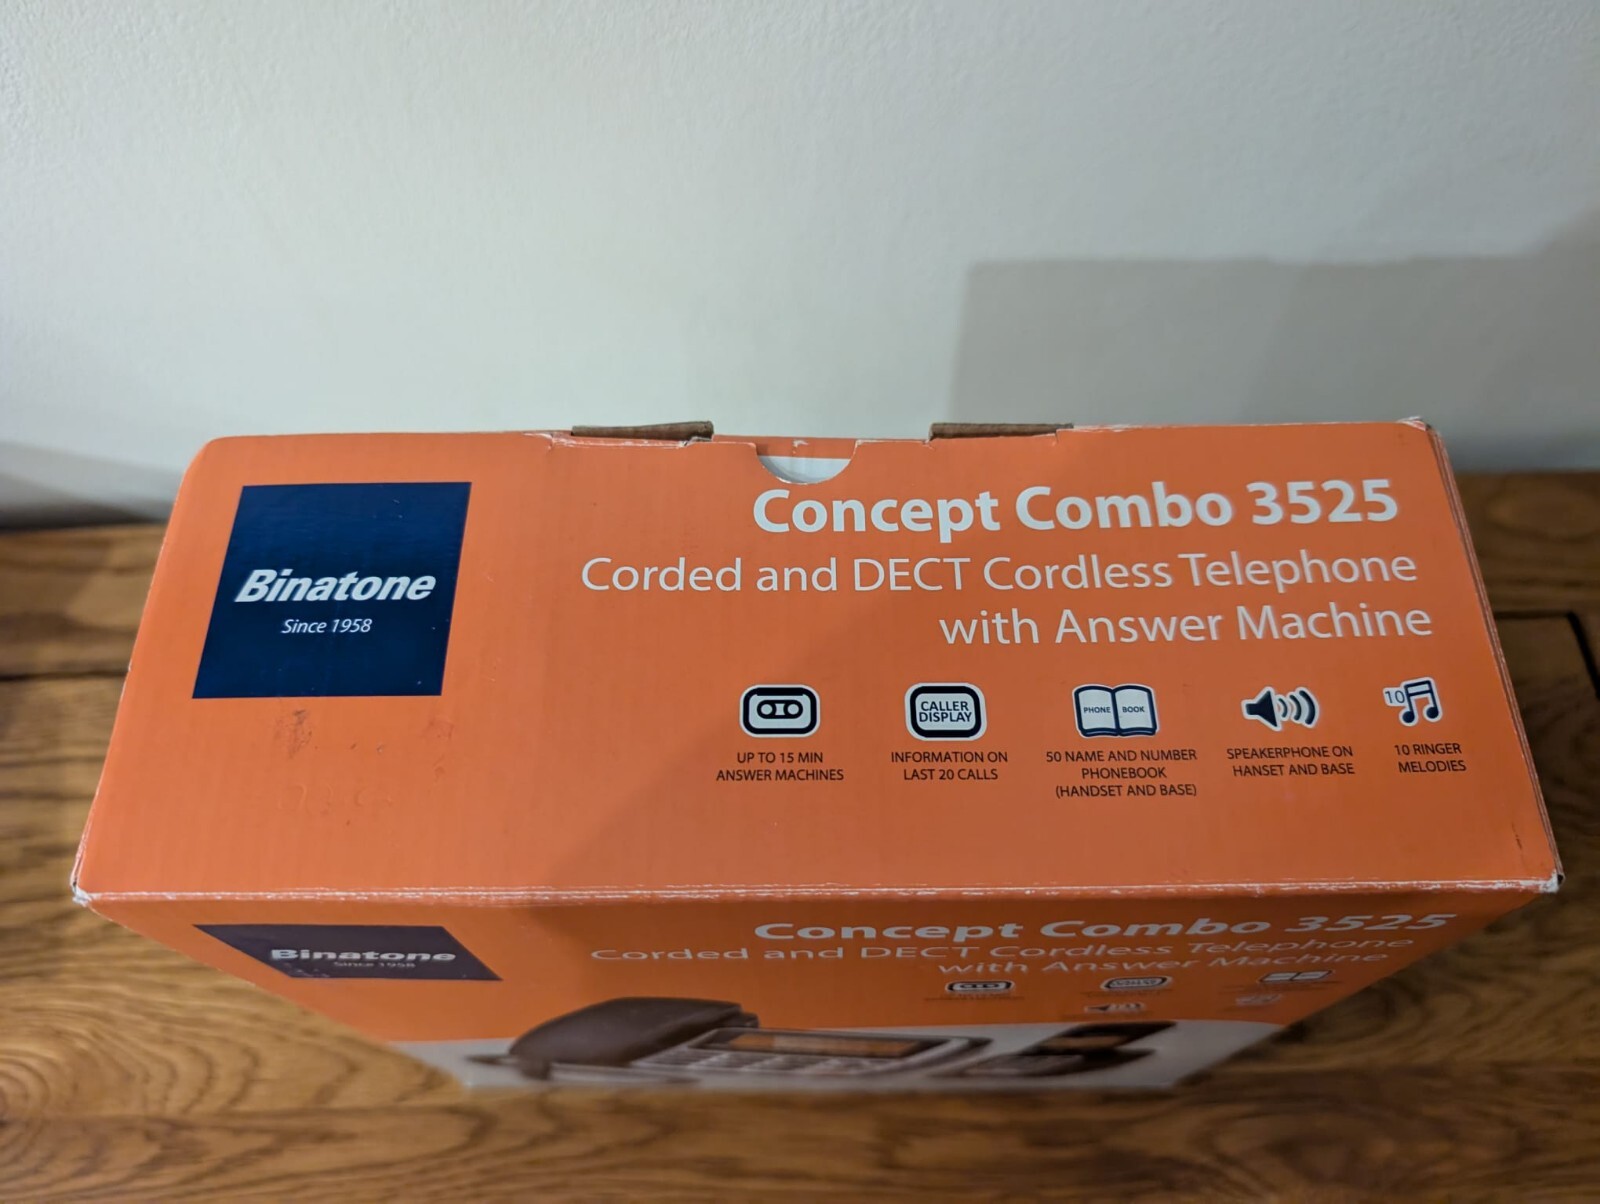 Binatone
Since 1958
Concept Combo 3525
Corded and DECT Cordless Telephone
with Answer Machine
CALLER
DISPLAY
PHONE BOOK
10
UP TO 15 MIN
ANSWER MACHINES
INFORMATION ON
LAST 20 CALLS
50 NAME AND NUMBER
PHONEBOOK
(HANDSET AND BASE)
SPEAKERPHONE ON
HANSET AND BASE
10 RINGER
MELODIES
Binatone
Since 1958
Concept Combo 3525
Corded and DECT Cordless Telephone
with Answer Machine